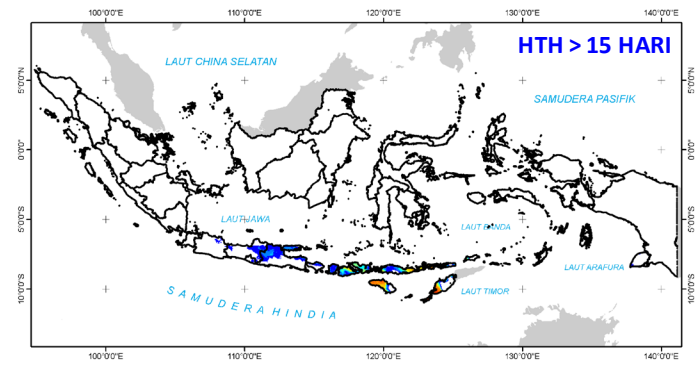 100°0'0"E 110°0'0"E 120°0'0"E 130°0'0"E 140°0'0"E
HTH > 15 HARI
LAUT CHINA SELATAN
5°0'0"N 5°0'0"N
SAMUDERA PASIFIK
0°0'0" 0°0'0"
LAUT JAWA
5°0'0"S 5°0'0"S
LAUT BANDA
LAUT ARAFURA
10°0'0"S 10°0'0"S
LAUT TIMOR
SAMUDERA HINDIA
100°0'0"E 110°0'0"E 120°0'0"E 130°0'0"E 140°0'0"E